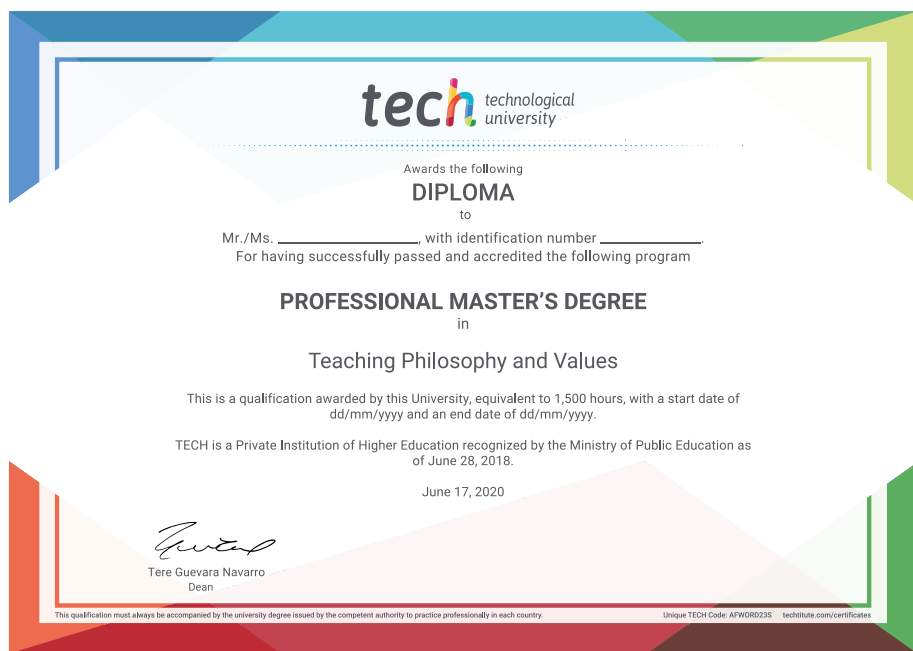 tech technological
university
Awards the following
DIPLOMA
to
Mr./Ms. ____________________, with identification number ______________.
For having successfully passed and accredited the following program
PROFESSIONAL MASTER'S DEGREE
in
Teaching Philosophy and Values
This is a qualification awarded by this University, equivalent to 1,500 hours, with a start date of
dd/mm/yyyy and an end date of dd/mm/yyyy.
TECH is a Private Institution of Higher Education recognized by the Ministry of Public Education as
of June 28, 2018.
June 17, 2020
Tere Guevara Navarro
Dean
This qualification must always be accompanied by the university degree issued by the competent authority to practice professionally in each country. Unique TECH Code: AFWORD23S techtitute.com/certificates